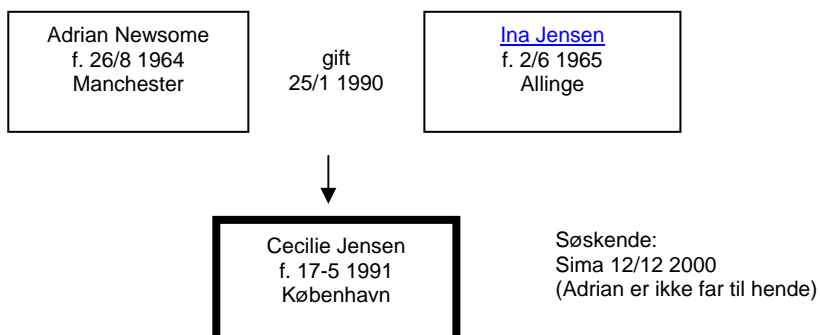 Adrian Newsome
f. 26/8 1964
Manchester
gift
25/1 1990
Ina Jensen
f. 2/6 1965
Allinge
Cecilie Jensen
f. 17-5 1991
København
Søskende:
Sima 12/12 2000
(Adrian er ikke far til hende)